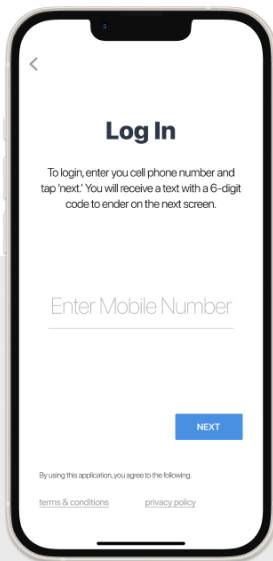 Log In
To login, enter you cell phone number and
tap 'next.' You will receive a text with a 6-digit
code to ender on the next screen.
Enter Mobile Number
NEXT
By using this application, you agree to the following.
terms & conditions privacy policy